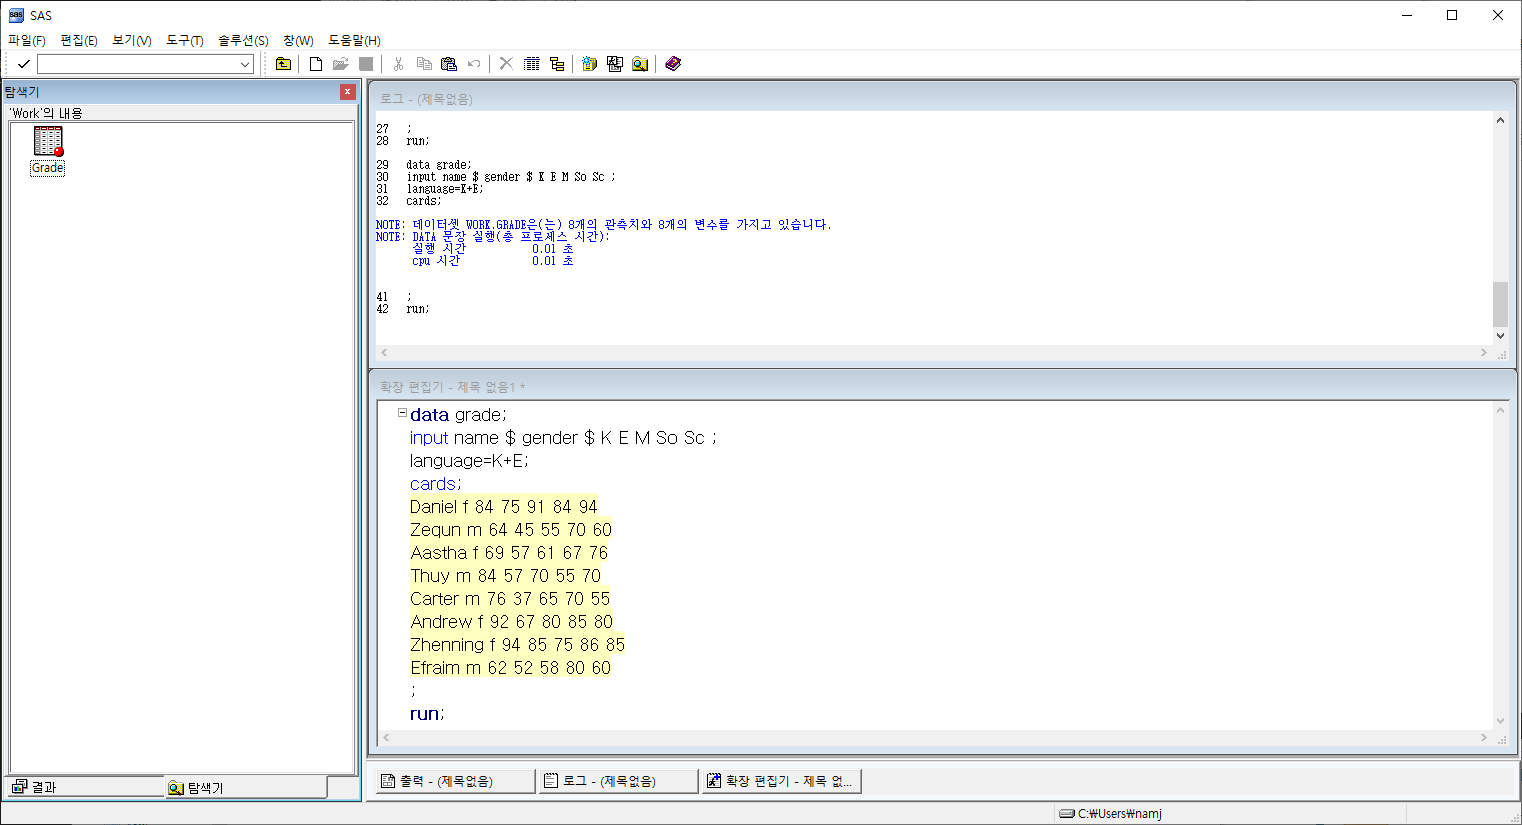 SAS
파일(F) 편집(E) 보기(V) 도구(T) 솔루션(S) 창(W) 도움말(H)
탐색기
'Work'의 내용
Grade
결과
탐색기
로그 - (제목없음)
27 ;
28 run;
29 data grade;
30 input name $ gender $ K E M So Sc ;
31 language=K+E;
32 cards;
NOTE: 데이터셋 WORK.GRADE은(는) 8개의 관측치와 8개의 변수를 가지고 있습니다.
NOTE: DATA 문장 실행(총 프로세스 시간):
실행 시간 0.01 초
cpu 시간 0.01 초
41 ;
42 run;
확장 편집기 - 제목 없음1 *
data grade;
input name $ gender $ K E M So Sc ;
language=K+E;
cards;
Daniel f 84 75 91 84 94
Zequn m 64 45 55 70 60
Aastha f 69 57 61 67 76
Thuy m 84 57 70 55 70
Carter m 76 37 65 70 55
Andrew f 92 67 80 85 80
Zhenning f 94 85 75 86 85
Efraim m 62 52 58 80 60
;
run;
출력 - (제목없음) 로그 - (제목없음) 확장 편집기 - 제목 없...
C:₩Users₩namj